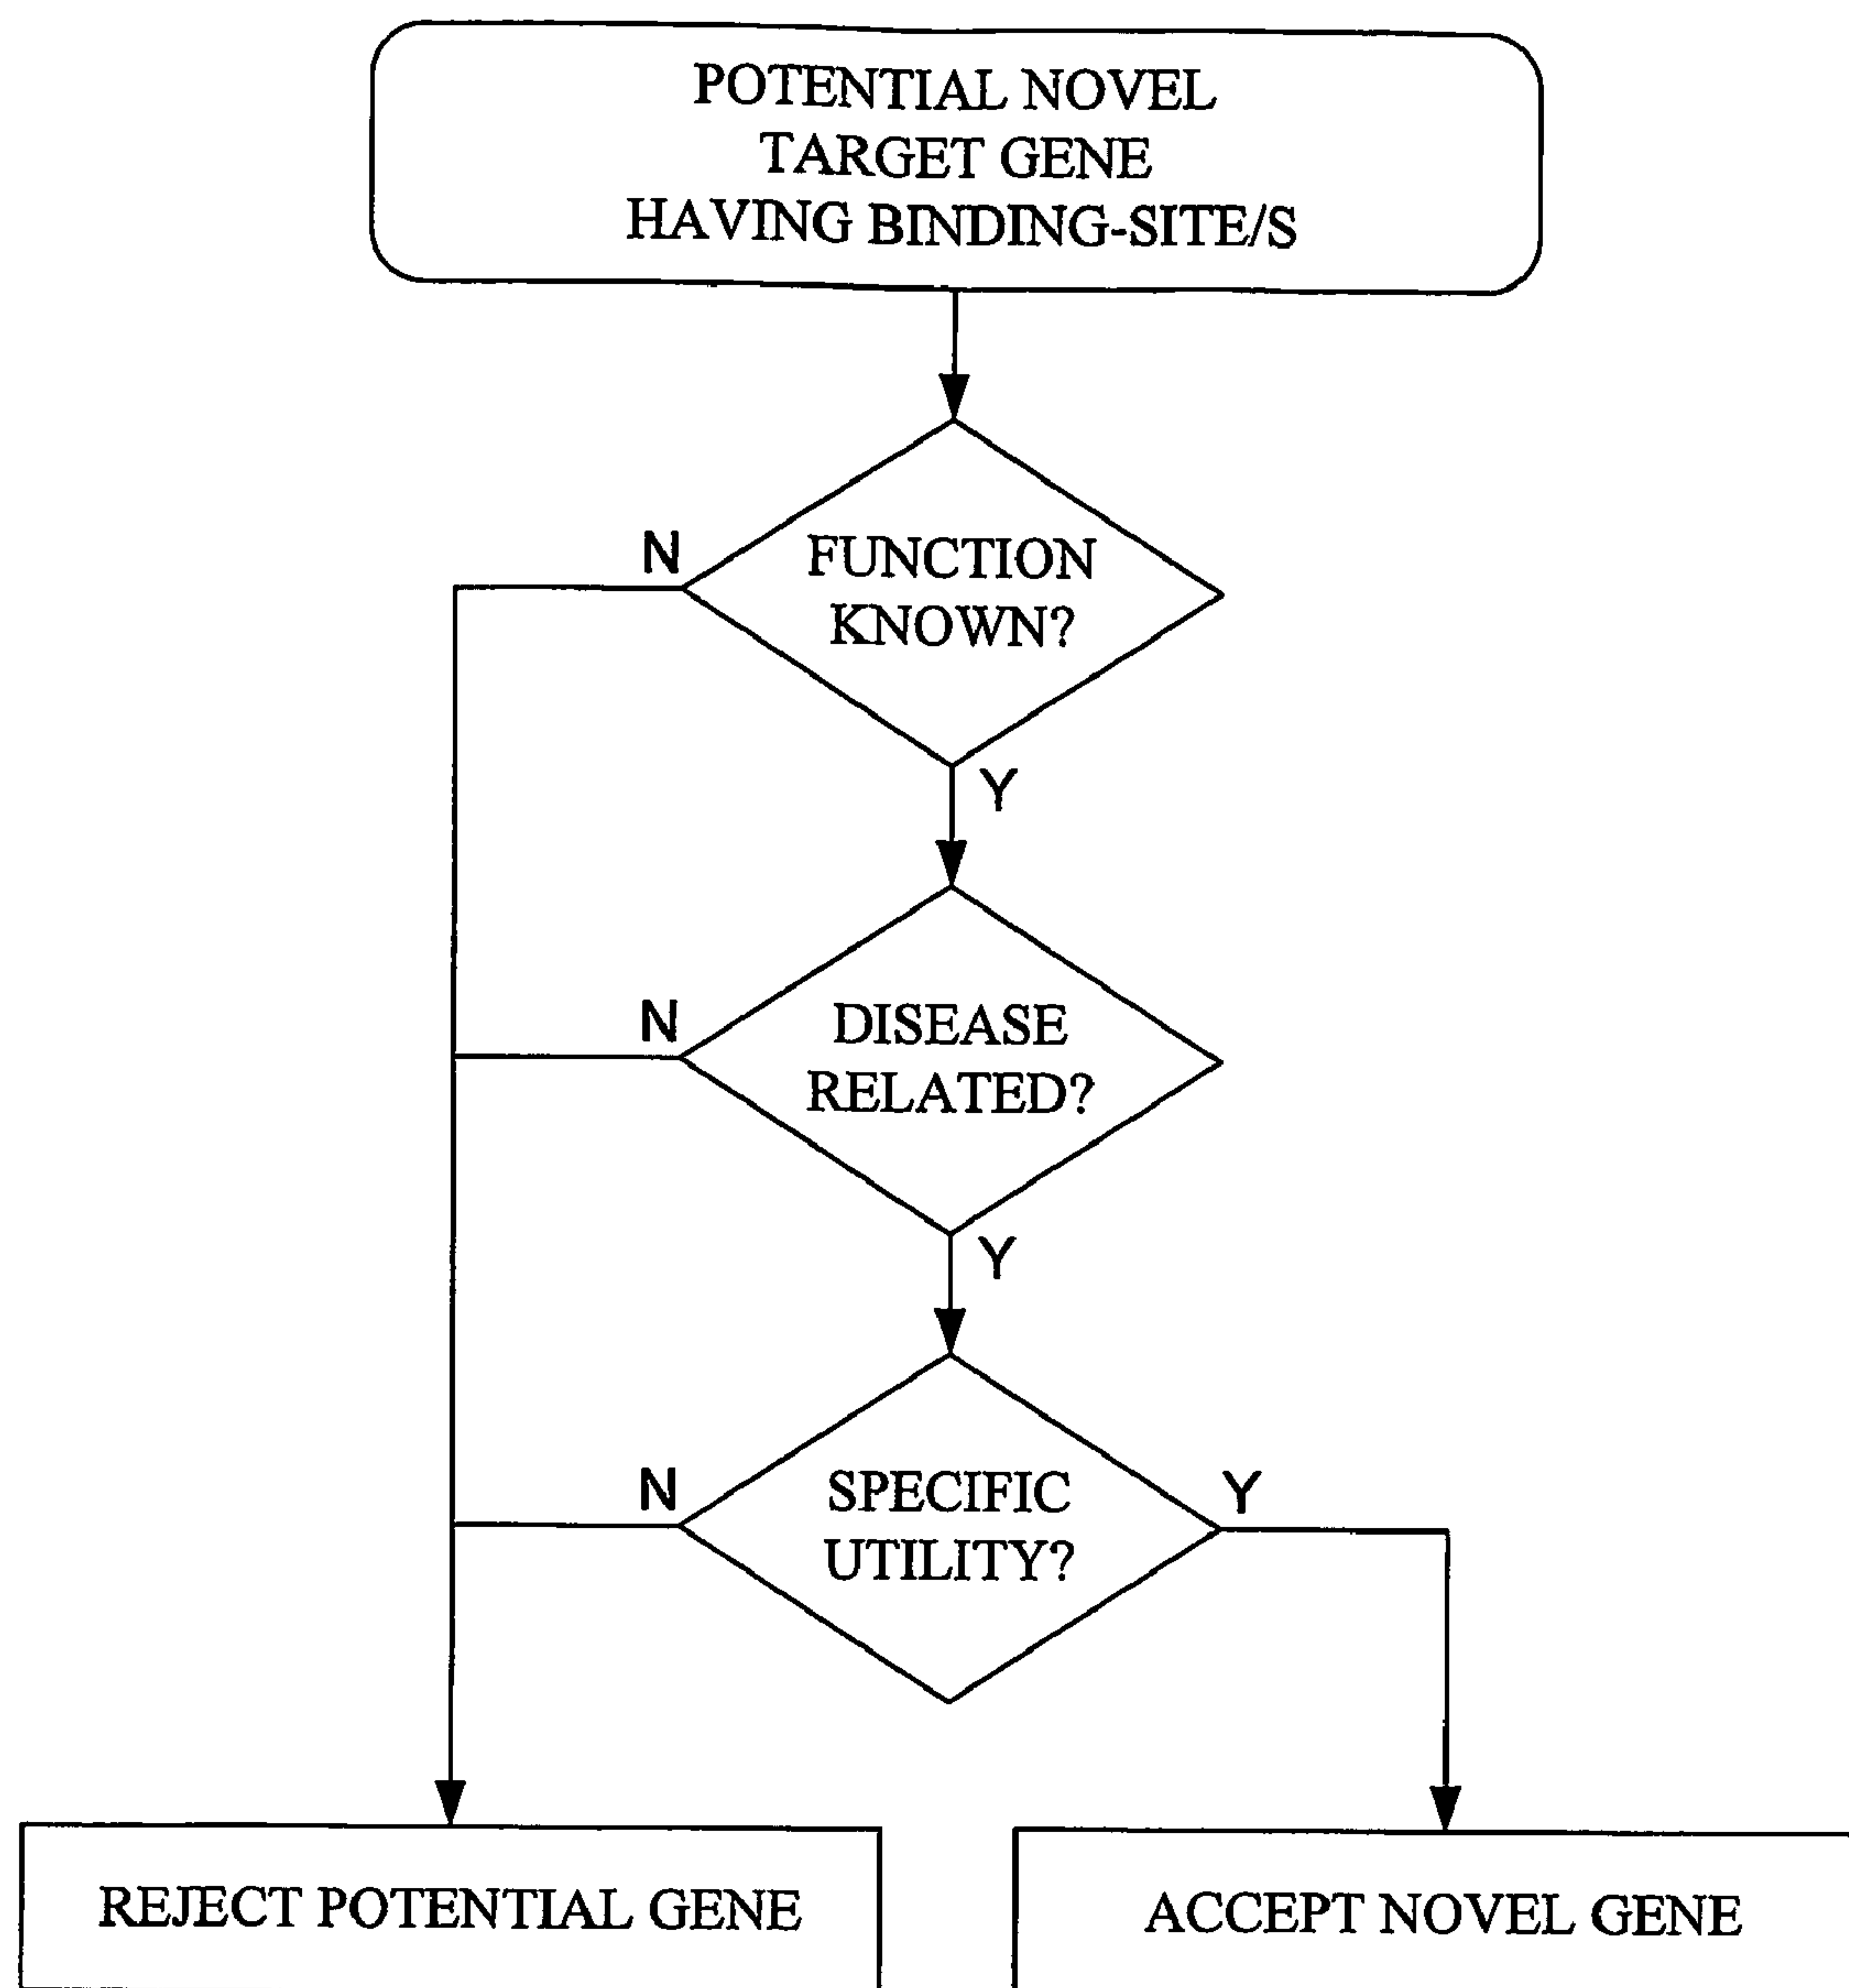 POTENTIAL NOVEL
TARGET GENE
HAVING BINDING-SITE/S
N
FUNCTION
KNOWN?
Y
N
DISEASE
RELATED?
Y
N
SPECIFIC
UTILITY?
Y
REJECT POTENTIAL GENE
ACCEPT NOVEL GENE